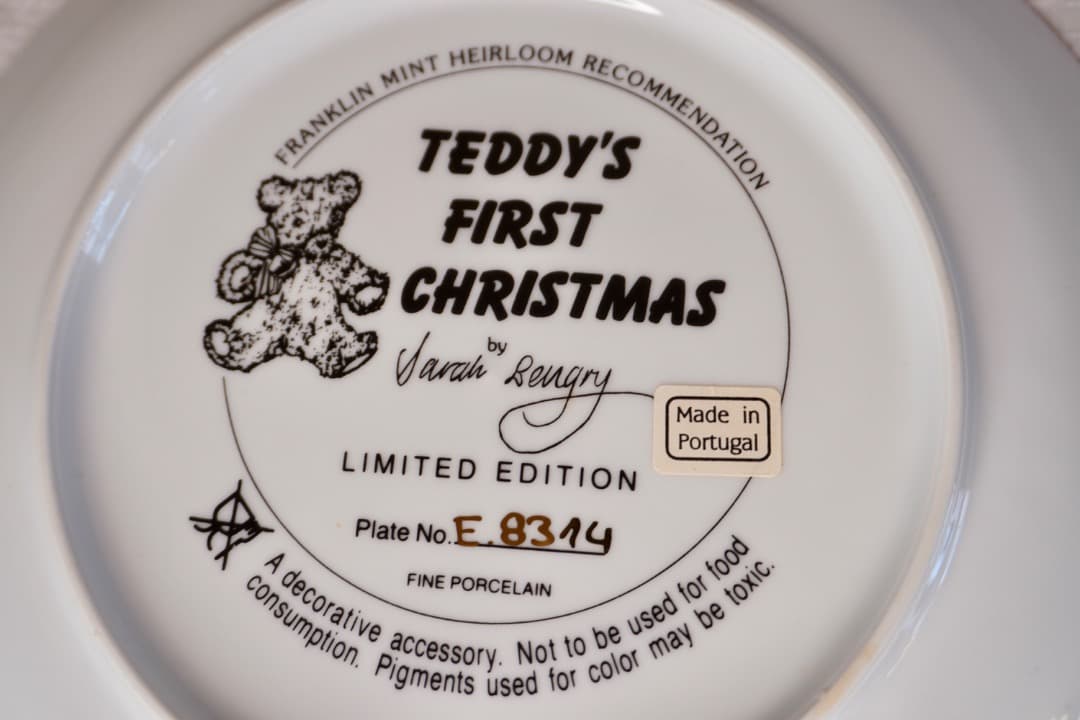 FRANKLIN MINT HEIRLOOM RECOMMENDATION
TEDDY'S
FIRST
CHRISTMAS
by
Sarah Bengry
Made in
Portugal
LIMITED EDITION
Plate No. E.8314
FINE PORCELAIN
A decorative accessory. Not to be used for food
consumption. Pigments used for color may be toxic.